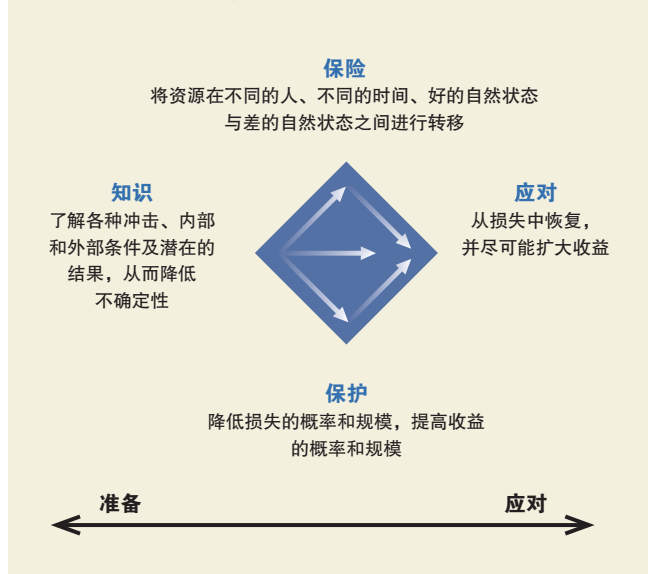 保险
将资源在不同的人、不同的时间、好的自然状态
与差的自然状态之间进行转移
知识
了解各种冲击、内部
和外部条件及潜在的
结果，从而降低
不确定性
应对
从损失中恢复，
并尽可能扩大收益
保护
降低损失的概率和规模，提高收益
的概率和规模
准备
应对